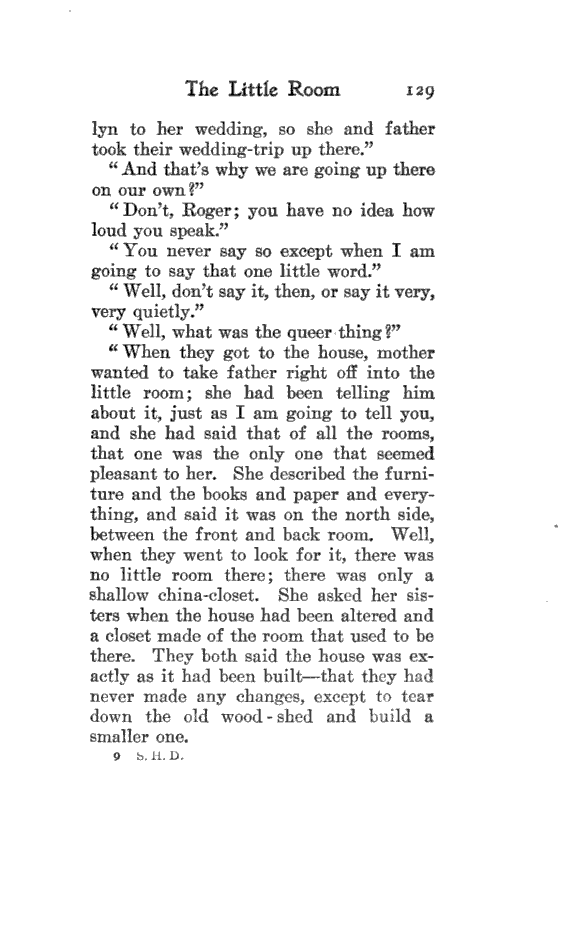 The Little Room 129
lyn to her wedding, so she and father
took their wedding-trip up there."
"And that's why we are going up there
on our own?"
"Don't, Roger; you have no idea how
loud you speak."
"You never say so except when I am
going to say that one little word."
"Well, don't say it, then, or say it very,
very quietly."
"Well, what was the queer thing?"
"When they got to the house, mother
wanted to take father right off into the
little room; she had been telling him
about it, just as I am going to tell you,
and she had said that of all the rooms,
that one was the only one that seemed
pleasant to her. She described the furni-
ture and the books and paper and every-
thing, and said it was on the north side,
between the front and back room. Well,
when they went to look for it, there was
no little room there; there was only a
shallow china-closet. She asked her sis-
ters when the house had been altered and
a closet made of the room that used to be
there. They both said the house was ex-
actly as it had been built—that they had
never made any changes, except to tear
down the old wood-shed and build a
smaller one.
9 S. H. D.